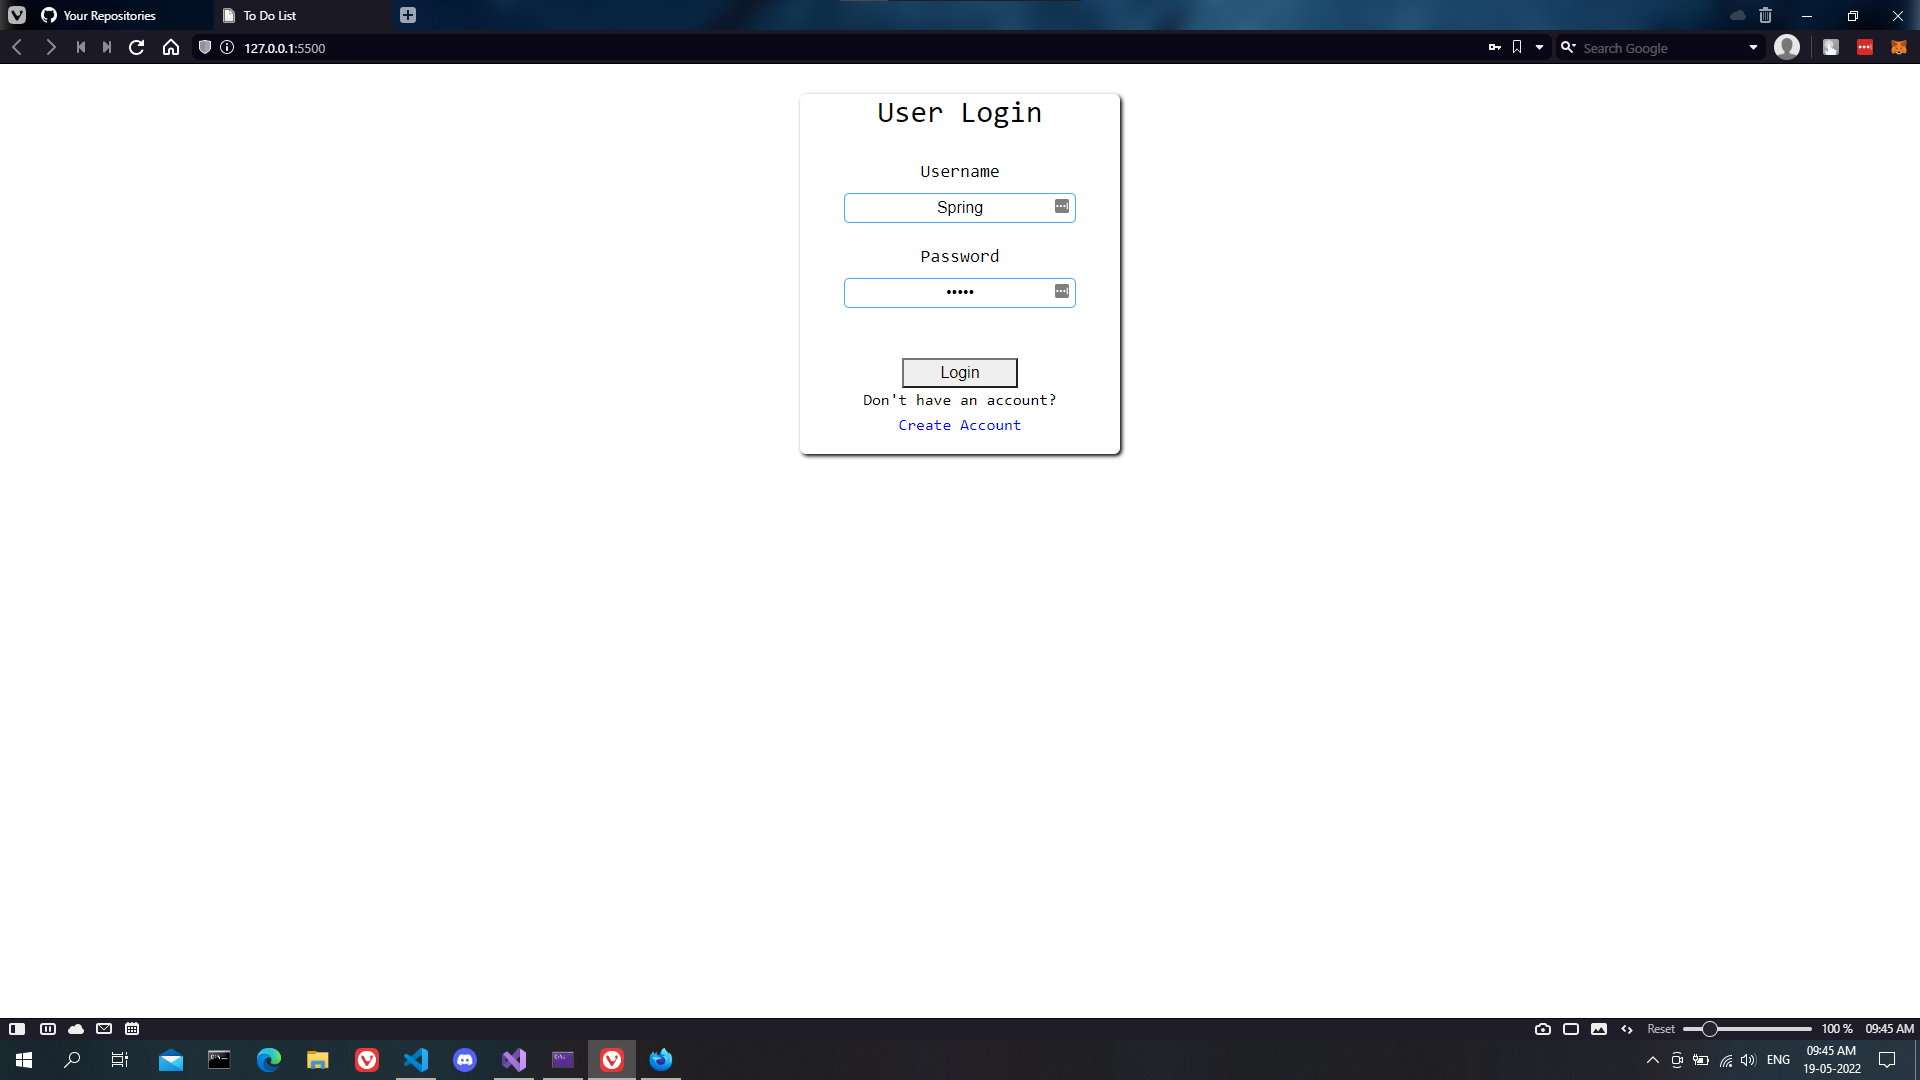 Your Repositories
To Do List
127.0.0.1:5500
Search Google
User Login
Username
Spring
Password
•••••
Login
Don't have an account?
Create Account
Reset
100 %
09:45 AM
ENG
09:45 AM
19-05-2022